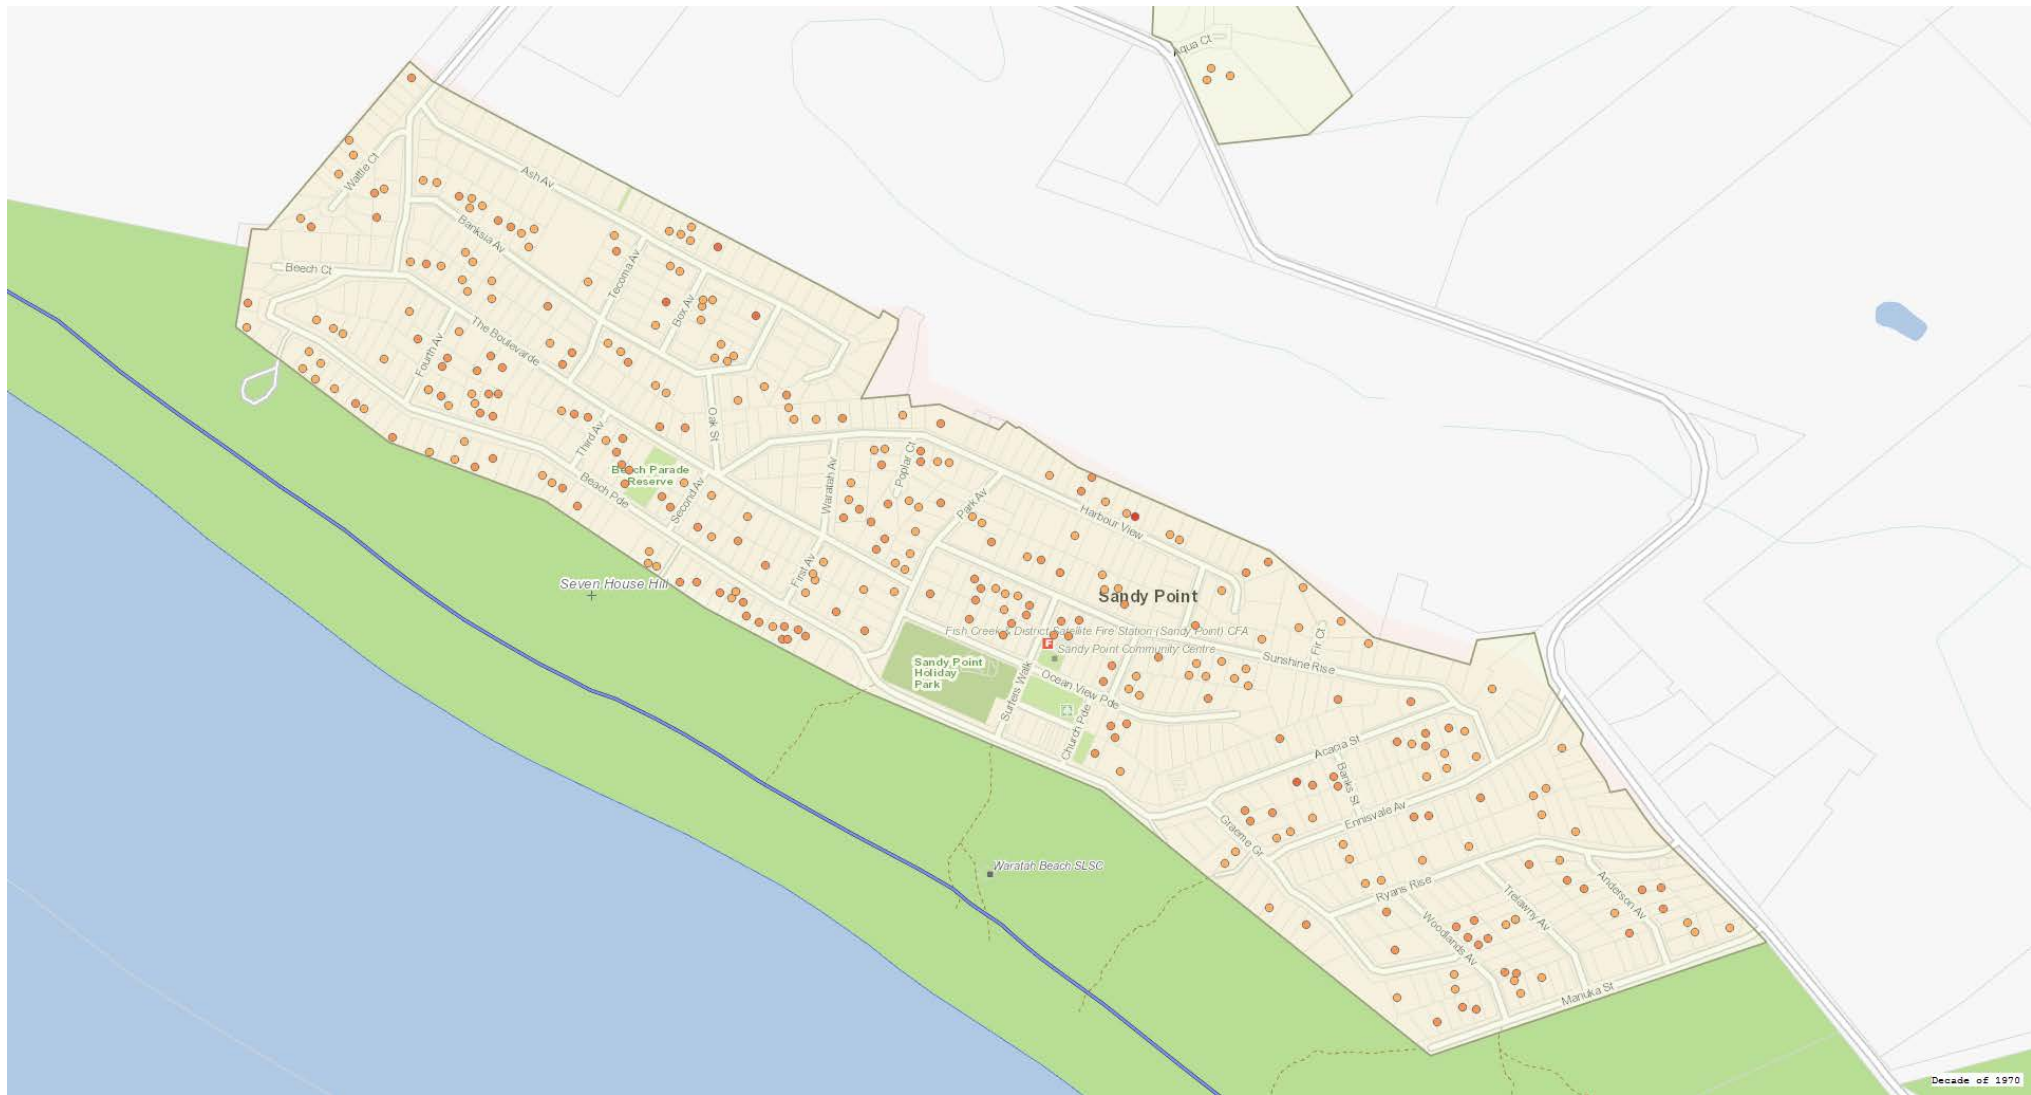 Aqua Ct
Ash Av
Wattle Ct
Banksia Av
Tecoma Av
Beech Ct
Box Av
The Boulevarde
Fourth Av
Oak St
Third Av
Waratah Av
Poplar Ct
Beach Parade
Reserve
Beach Pde
Second Av
Park Av
Harbour View
First Av
Seven House Hill
Sandy Point
Fish Creek & District Satellite Fire Station (Sandy Point) CFA
F
Sandy Point Community Centre
Fir Ct
Sunshine Rise
Sandy Point
Holiday
Park
Surfers Walk
Ocean View Pde
Church Pde
Acacia St
Banks St
Ennisvale Av
Graeme Gr
Waratah Beach SLSC
Ryans Rise
Anderson Av
Trelawny Av
Woodlands Av
Manuka St
Decade of 1970